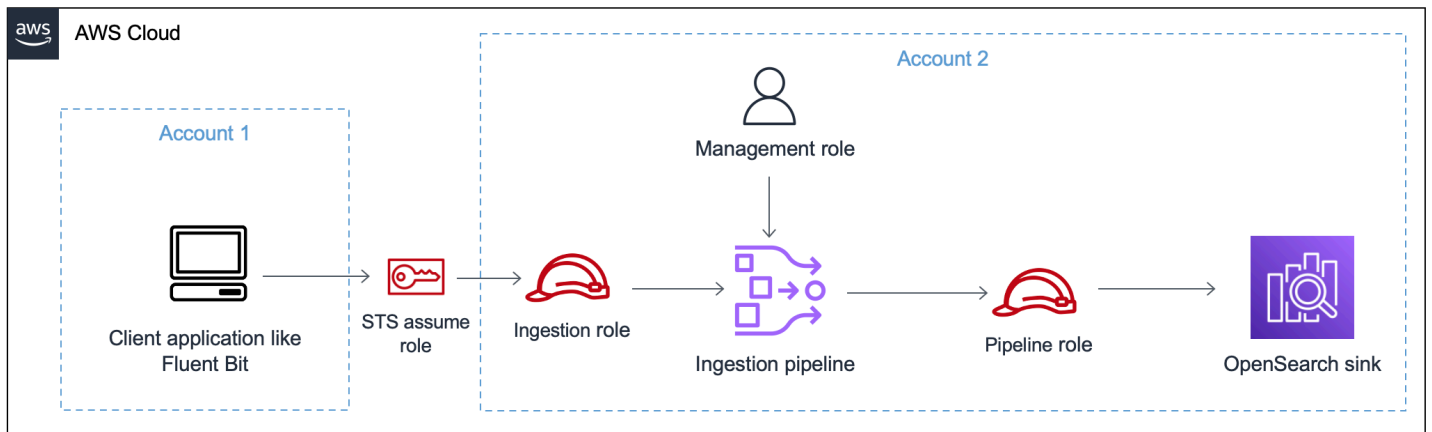 aws
AWS Cloud
Account 2
Account 1
Management role
Client application like
Fluent Bit
STS assume
role
Ingestion role
Ingestion pipeline
Pipeline role
OpenSearch sink